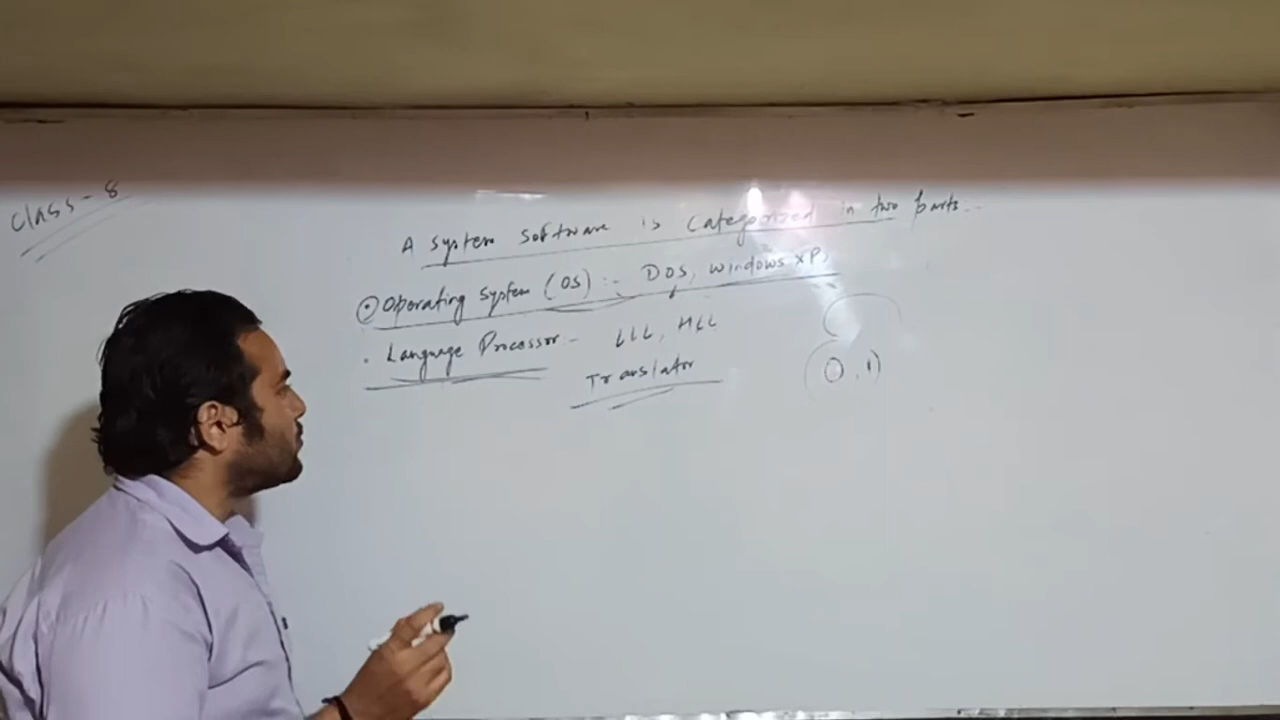 Class - 8
A System Software is Categorized in two parts -
Operating System (OS) :- DOS, Windows XP,
. Language Processor - LLL, HLL
Translator
0, 1